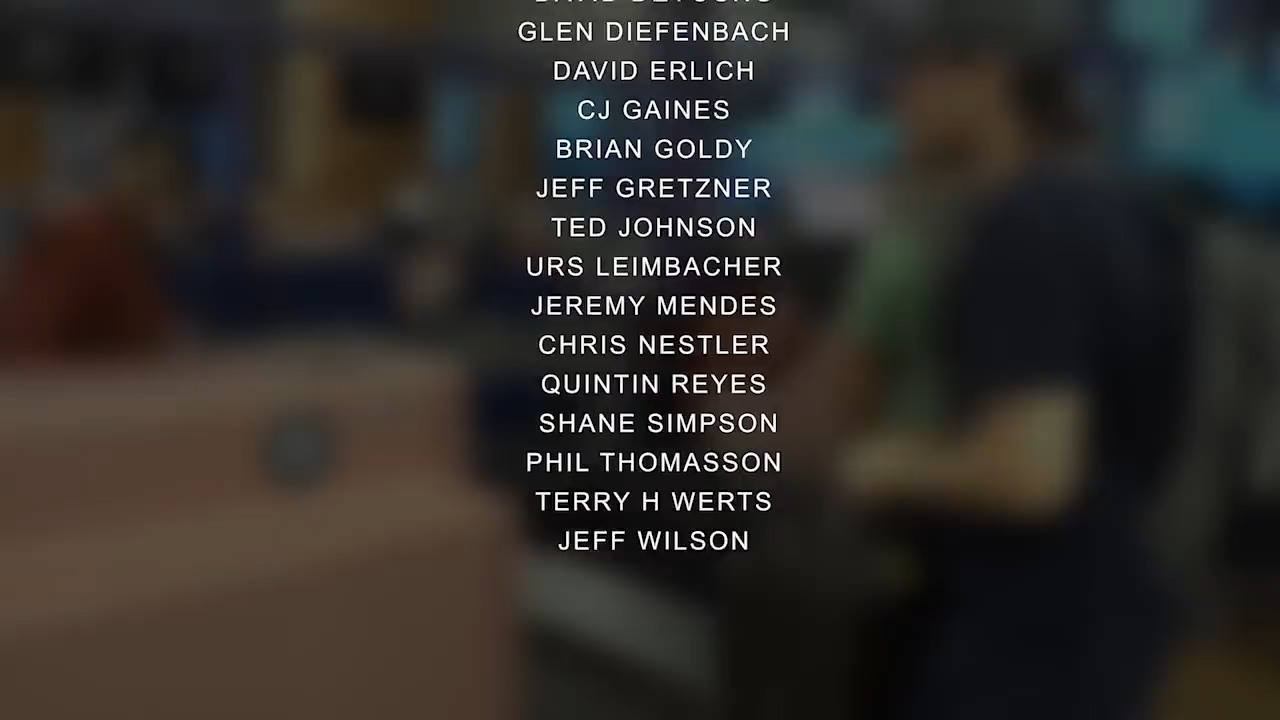 GLEN DIEFENBACH
DAVID ERLICH
CJ GAINES
BRIAN GOLDY
JEFF GRETZNER
TED JOHNSON
URS LEIMBACHER
JEREMY MENDES
CHRIS NESTLER
QUINTIN REYES
SHANE SIMPSON
PHIL THOMASSON
TERRY H WERTS
JEFF WILSON